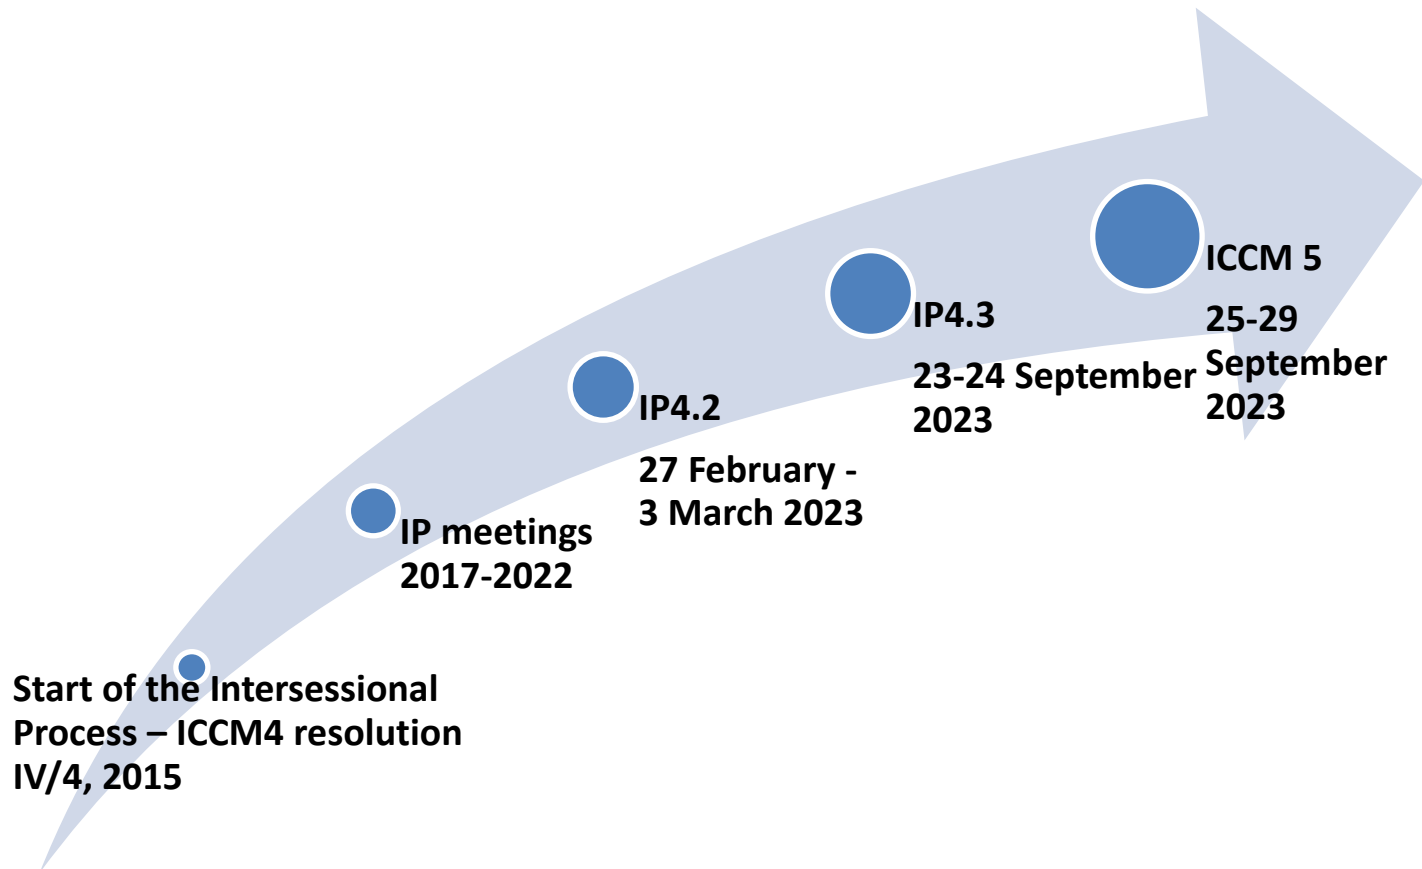 Start of the Intersessional
Process – ICCM4 resolution
IV/4, 2015
IP meetings
2017-2022
IP4.2
27 February -
3 March 2023
IP4.3
23-24 September
2023
ICCM 5
25-29
September
2023